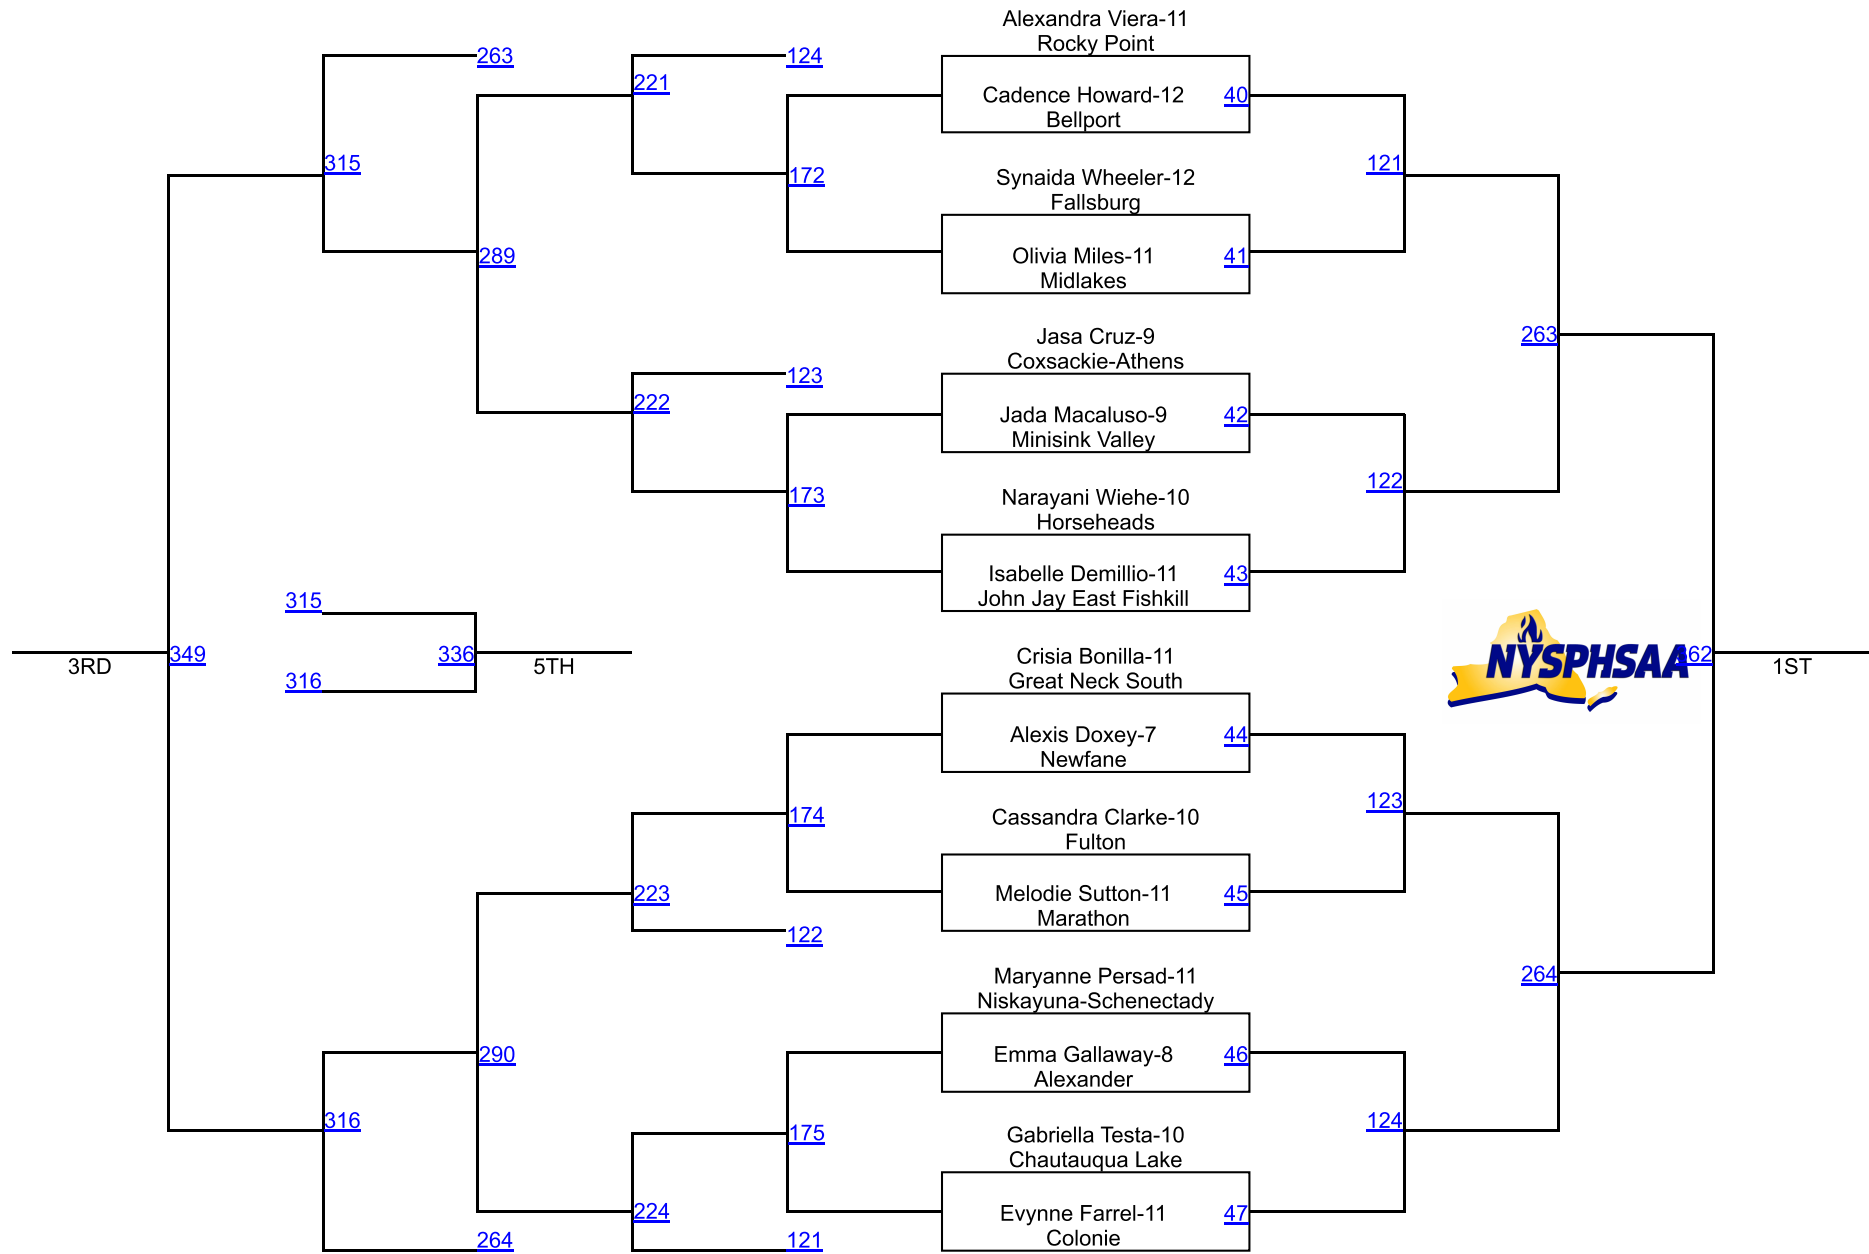 Alexandra Viera-11
Rocky Point
263
124
221
Cadence Howard-12
40
Bellport
315
172
Synaida Wheeler-12
121
Fallsburg
289
Olivia Miles-11
41
Midlakes
Jasa Cruz-9
263
Coxsackie-Athens
123
222
Jada Macaluso-9
42
Minisink Valley
173
Narayani Wiehe-10
122
Horseheads
Isabelle Demillio-11
43
John Jay East Fishkill
315
3RD
349
336
5TH
316
Crisia Bonilla-11
Great Neck South
NYSPHSAA
62
1ST
Alexis Doxey-7
44
Newfane
174
Cassandra Clarke-10
123
Fulton
223
Melodie Sutton-11
45
Marathon
122
Maryanne Persad-11
264
Niskayuna-Schenectady
290
Emma Gallaway-8
46
Alexander
316
175
Gabriella Testa-10
124
Chautauqua Lake
224
Evynne Farrel-11
47
Colonie
264
121